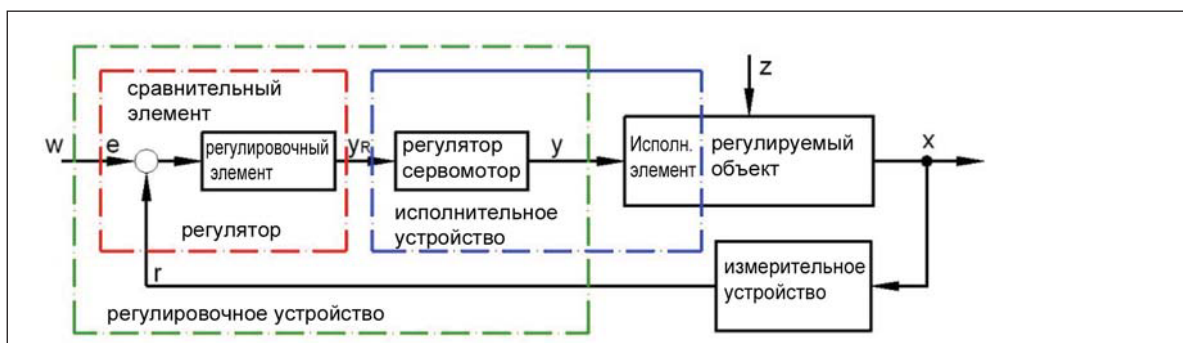 z
сравнительный
элемент
w
e
регулировочный
элемент
yR
регулятор
сервомотор
y
Исполн.
элемент
регулируемый
объект
x
регулятор
исполнительное
устройство
r
измерительное
устройство
регулировочное устройство